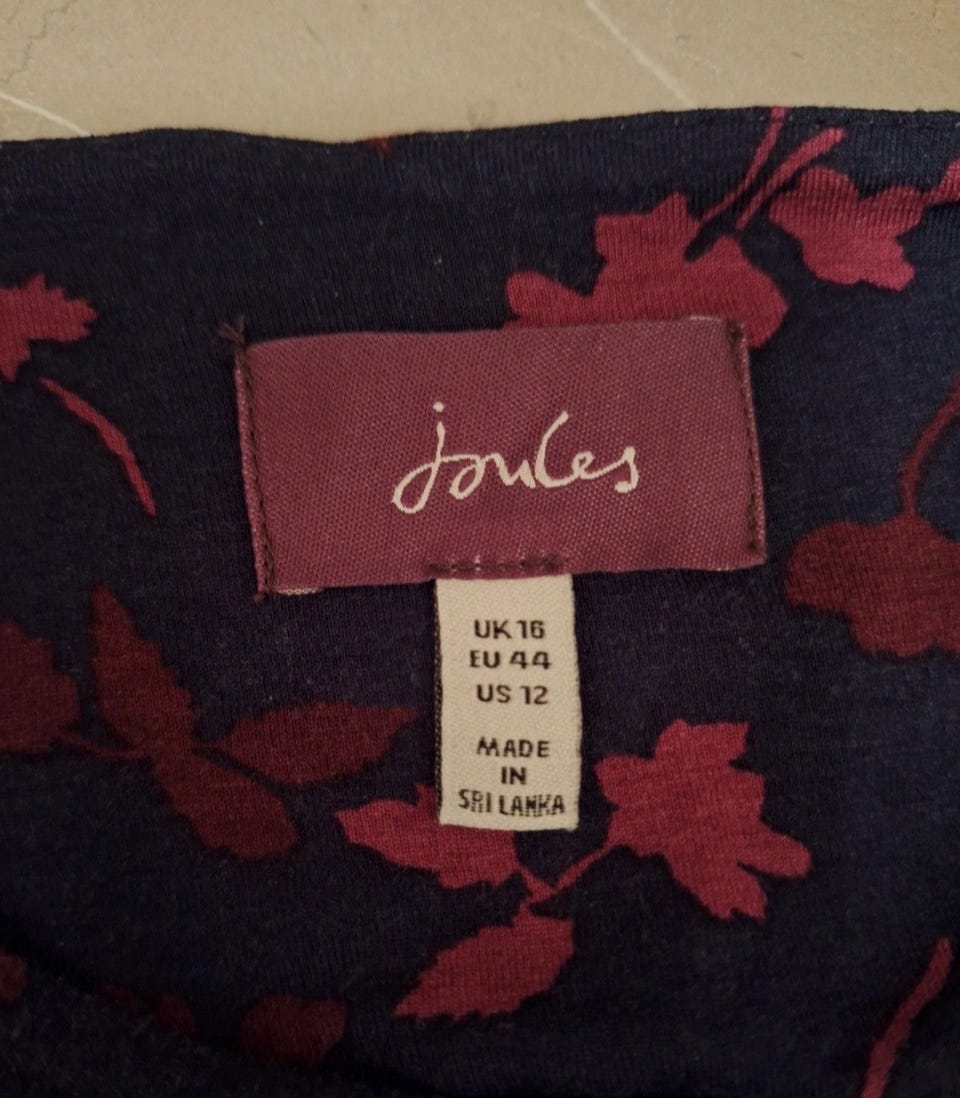 joules
UK 16
EU 44
US 12
MADE
IN
SRI LANKA